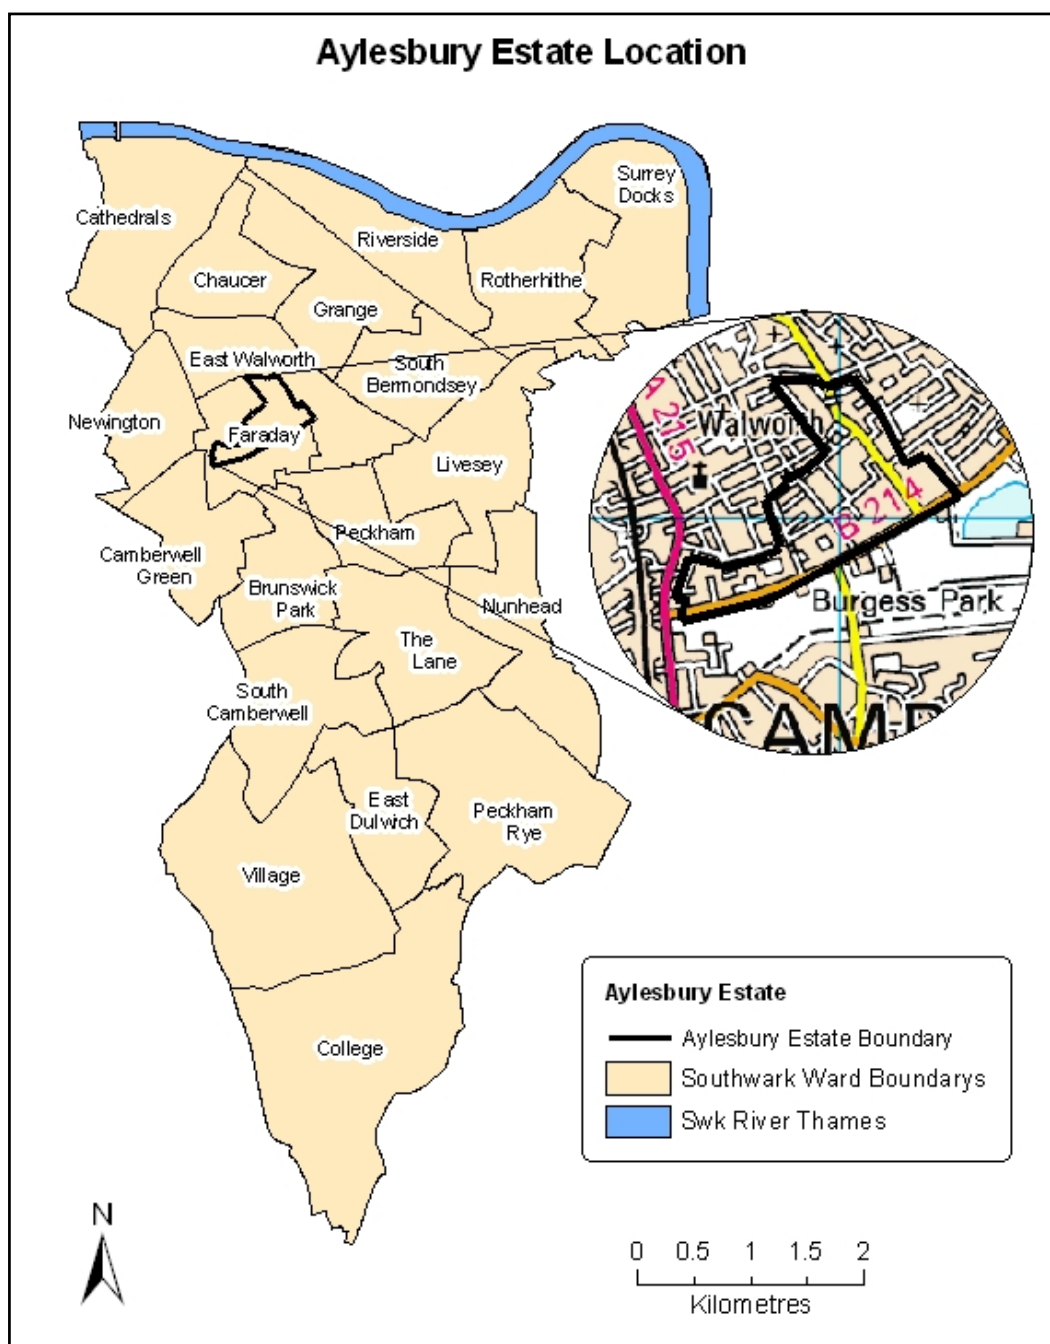 Aylesbury Estate Location
Surrey
Docks
Cathedrals
Riverside
Chaucer
Rotherhithe
Grange
East Walworth
South
Bermondsey
Newington
Faraday
Livesey
Peckham
Camberwell
Green
Brunswick
Park
Nunhead
The
Lane
South
Camberwell
East
Dulwich
Peckham
Rye
Village
College
A 215
Walworth
B 214
Burgess Park
CAMB
Aylesbury Estate
Aylesbury Estate Boundary
Southwark Ward Boundarys
Swk River Thames
N
0 0.5 1 1.5 2
Kilometres